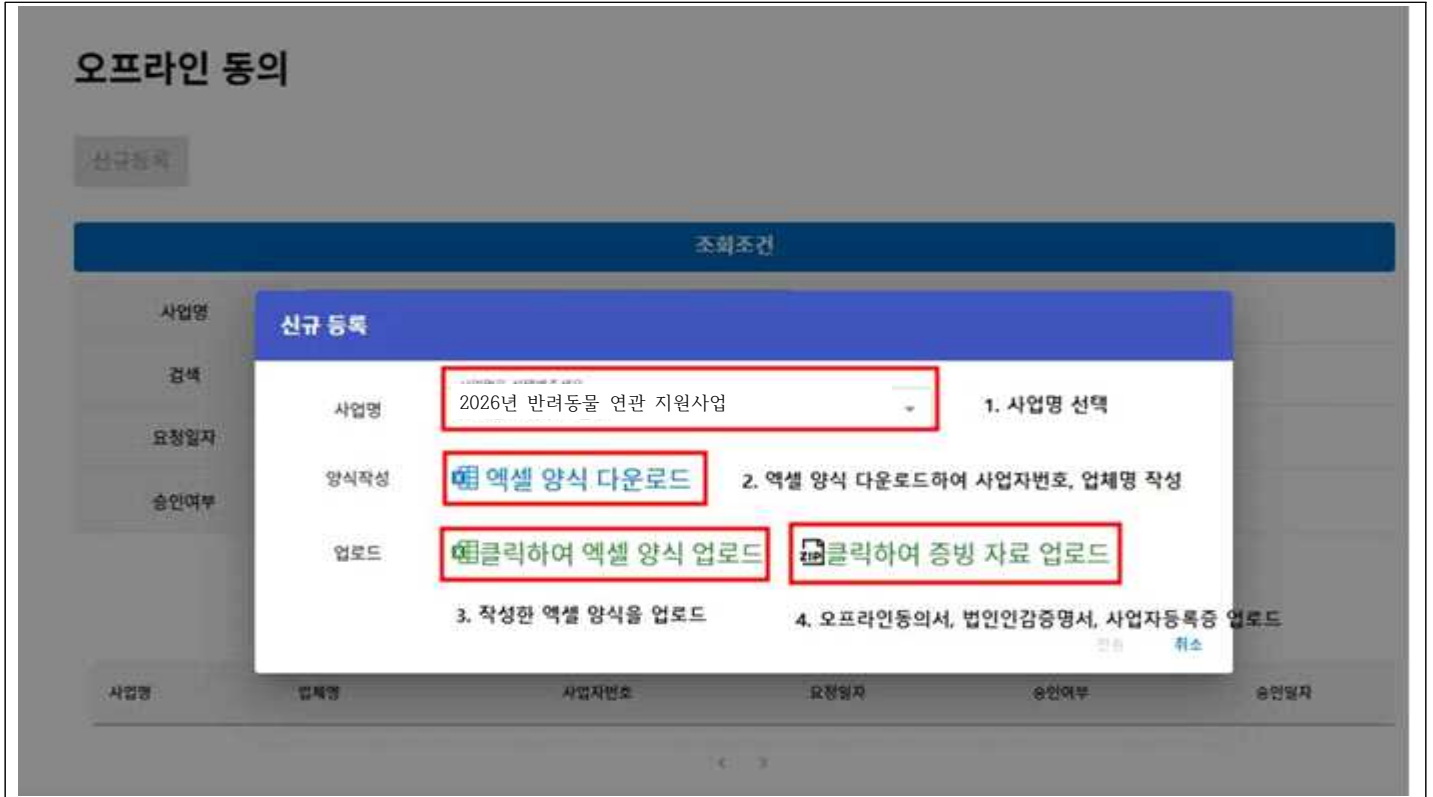 오프라인 동의
신규등록
조회조건
사업명
검색
요청일자
승인여부
신규 등록
사업명
2026년 반려동물 연관 지원사업
1. 사업명 선택
양식작성
엑셀 양식 다운로드
2. 엑셀 양식 다운로드하여 사업자번호, 업체명 작성
업로드
클릭하여 엑셀 양식 업로드
ZIP 클릭하여 증빙 자료 업로드
3. 작성한 엑셀 양식을 업로드
4. 오프라인동의서, 법인인감증명서, 사업자등록증 업로드
취소
사업명 업체명 사업자번호 요청일자 승인여부 승인일자